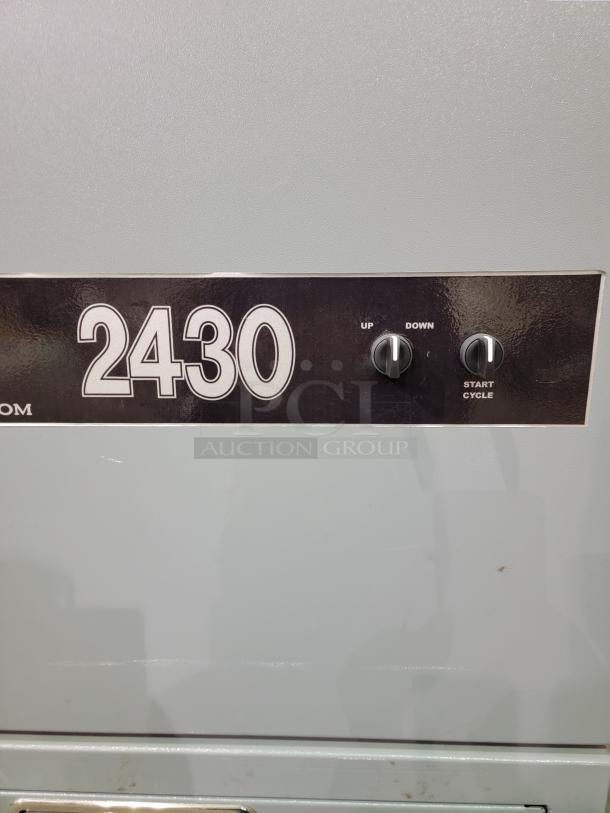 2430
UP DOWN
START
CYCLE
OM
PCI
AUCTION GROUP